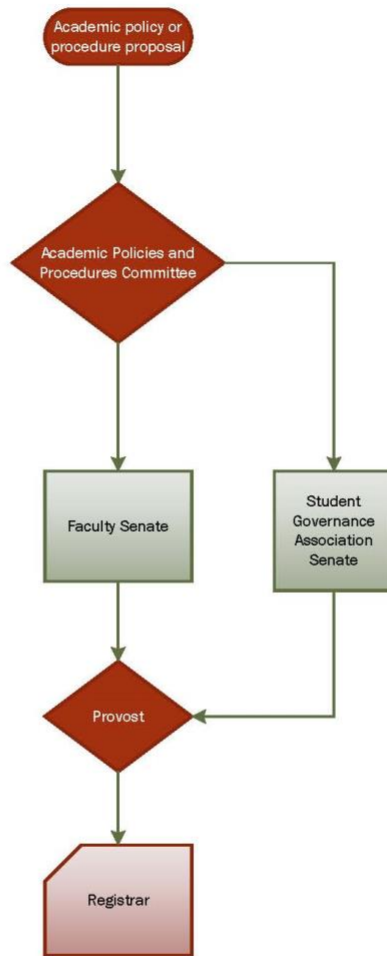 Academic policy or
procedure proposal
Academic Policies and
Procedures Committee
Faculty Senate
Student
Governance
Association
Senate
Provost
Registrar